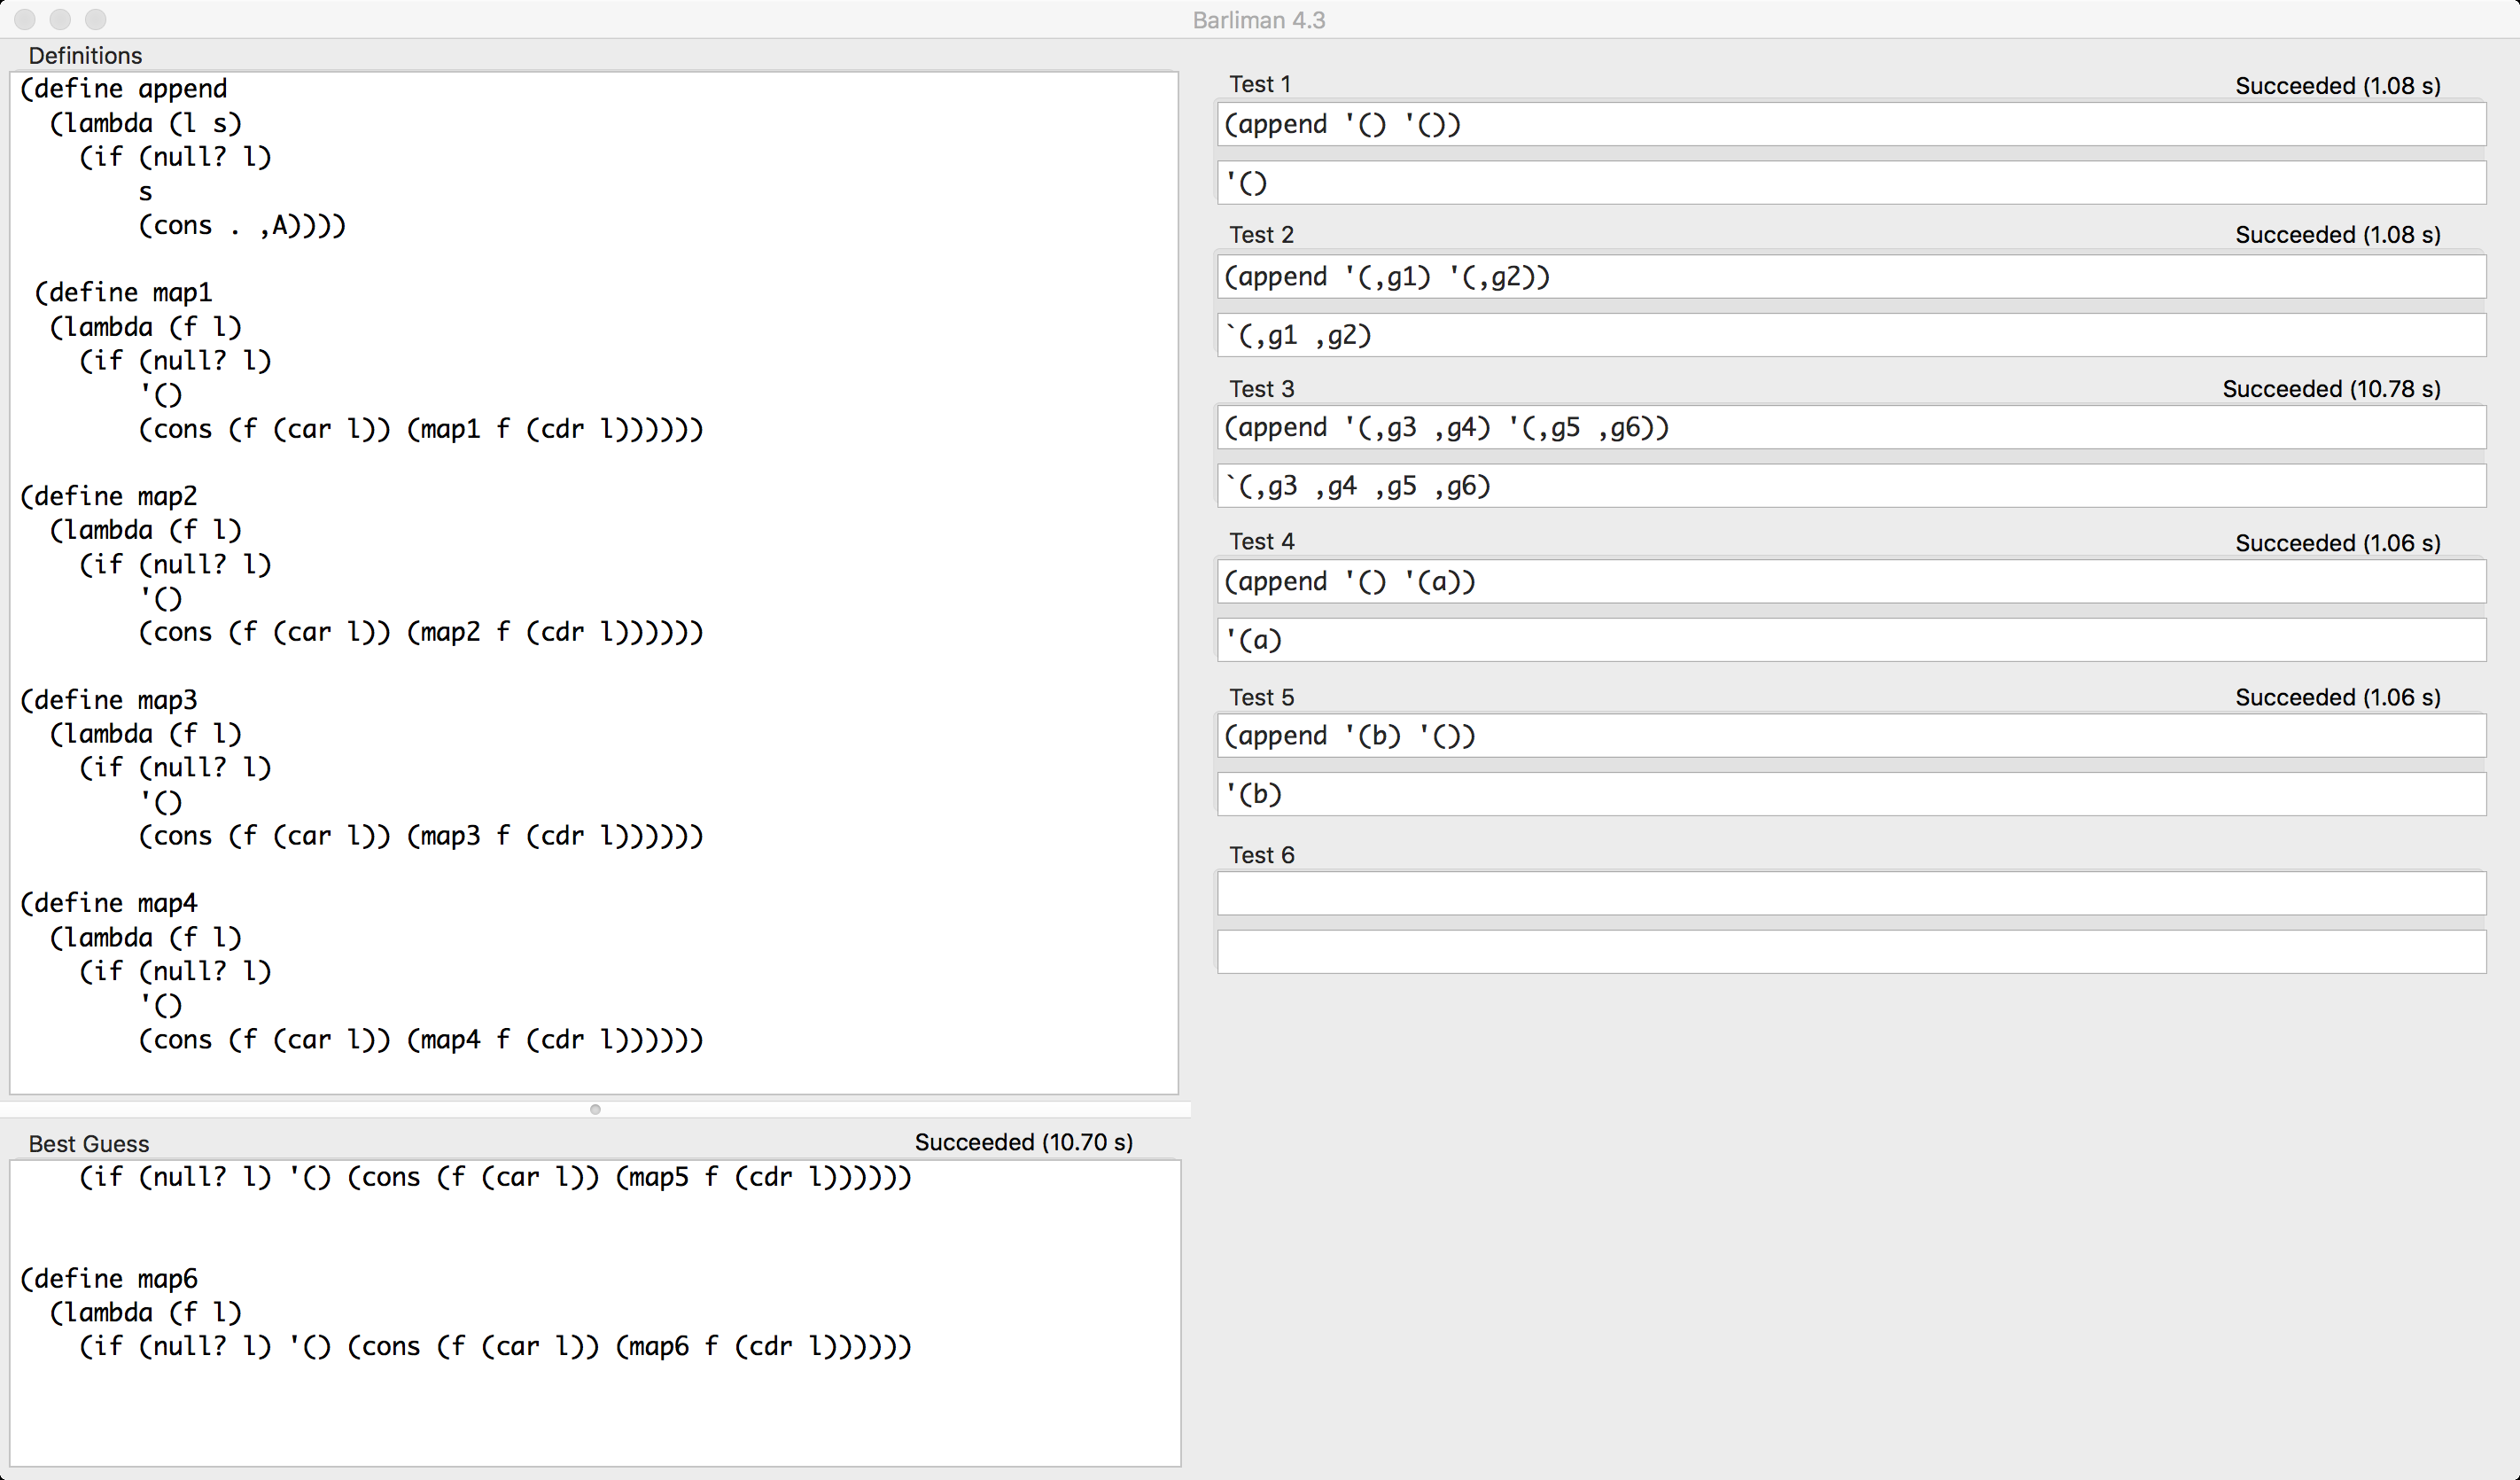 Barliman 4.3
Definitions
(define append
  (lambda (l s)
    (if (null? l)
        s
        (cons . ,A))))
 (define map1
  (lambda (f l)
    (if (null? l)
        '()
        (cons (f (car l)) (map1 f (cdr l))))))
(define map2
  (lambda (f l)
    (if (null? l)
        '()
        (cons (f (car l)) (map2 f (cdr l))))))
(define map3
  (lambda (f l)
    (if (null? l)
        '()
        (cons (f (car l)) (map3 f (cdr l))))))
(define map4
  (lambda (f l)
    (if (null? l)
        '()
        (cons (f (car l)) (map4 f (cdr l))))))
Best Guess Succeeded (10.70 s)
    (if (null? l) '() (cons (f (car l)) (map5 f (cdr l))))))
(define map6
  (lambda (f l)
    (if (null? l) '() (cons (f (car l)) (map6 f (cdr l))))))
Test 1 Succeeded (1.08 s)
(append '() '())
'()
Test 2 Succeeded (1.08 s)
(append '(,g1) '(,g2))
`(,g1 ,g2)
Test 3 Succeeded (10.78 s)
(append '(,g3 ,g4) '(,g5 ,g6))
`(,g3 ,g4 ,g5 ,g6)
Test 4 Succeeded (1.06 s)
(append '() '(a))
'(a)
Test 5 Succeeded (1.06 s)
(append '(b) '())
'(b)
Test 6